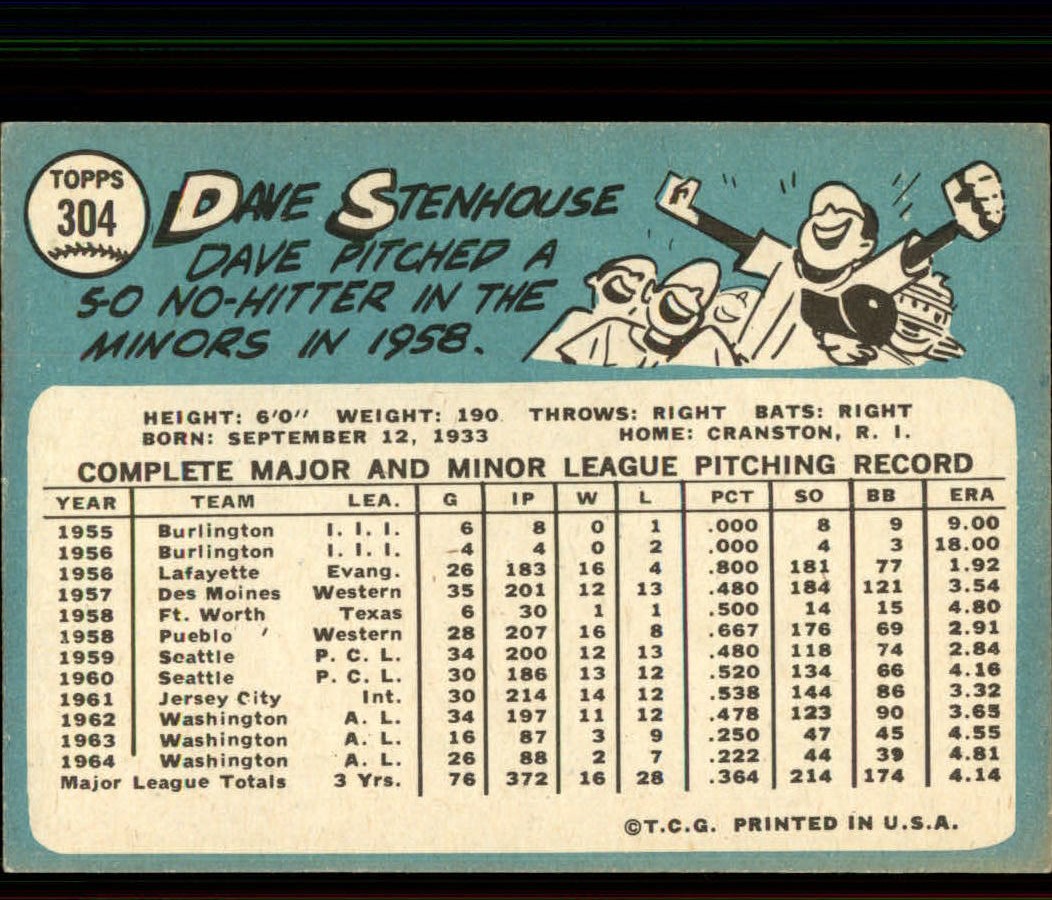 TOPPS
304
DAVE STENHOUSE
DAVE PITCHED A
5-0 NO-HITTER IN THE
MINORS IN 1958.
HEIGHT: 6'0" WEIGHT: 190 THROWS: RIGHT BATS: RIGHT
BORN: SEPTEMBER 12, 1933 HOME: CRANSTON, R. I.
COMPLETE MAJOR AND MINOR LEAGUE PITCHING RECORD
YEAR TEAM LEA. G IP W L PCT SO BB ERA
1955 Burlington I. I. I. 6 8 0 1 .000 8 9 9.00
1956 Burlington I. I. I. 4 4 0 2 .000 4 3 18.00
1956 Lafayette Evang. 26 183 16 4 .800 181 77 1.92
1957 Des Moines Western 35 201 12 13 .480 184 121 3.54
1958 Ft. Worth Texas 6 30 1 1 .500 14 15 4.80
1958 Pueblo Western 28 207 16 8 .667 176 69 2.91
1959 Seattle P. C. L. 34 200 12 13 .480 118 74 2.84
1960 Seattle P. C. L. 30 186 13 12 .520 134 66 4.16
1961 Jersey City Int. 30 214 14 12 .538 144 86 3.32
1962 Washington A. L. 34 197 11 12 .478 123 90 3.65
1963 Washington A. L. 16 87 3 9 .250 47 45 4.55
1964 Washington A. L. 26 88 2 7 .222 44 39 4.81
Major League Totals 3 Yrs. 76 372 16 28 .364 214 174 4.14
©T.C.G. PRINTED IN U.S.A.